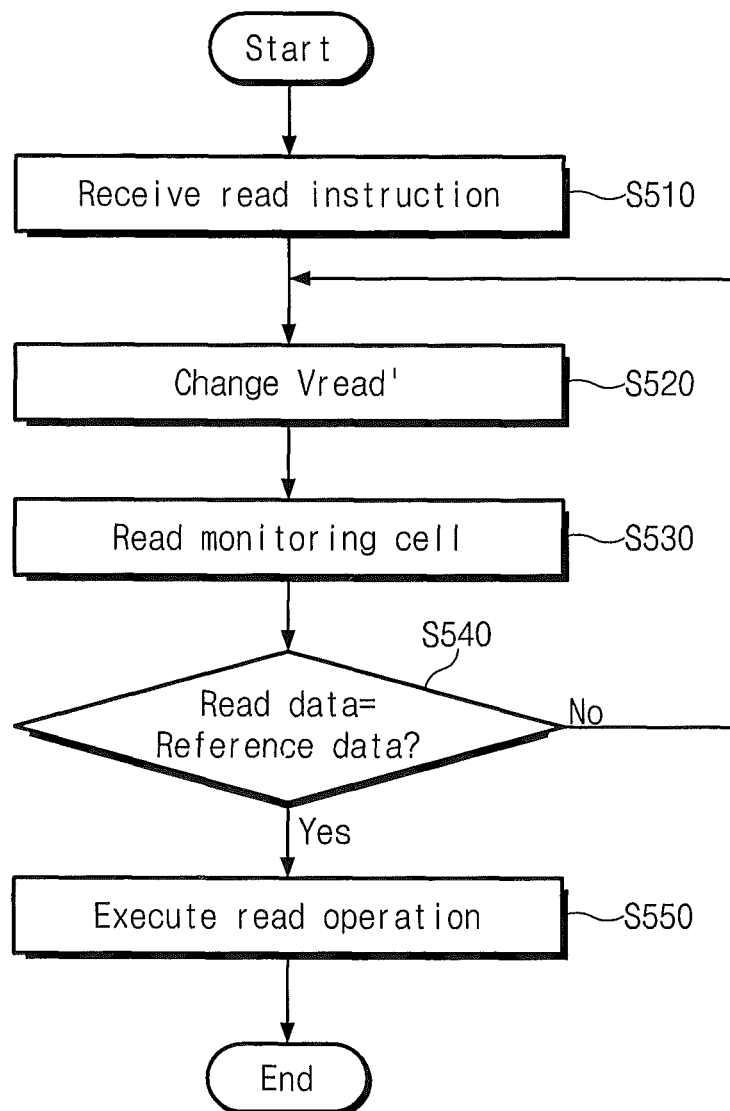 Start
Receive read instruction
S510
Change Vread'
S520
Read monitoring cell
S530
S540
Read data=
Reference data?
No
Yes
Execute read operation
S550
End